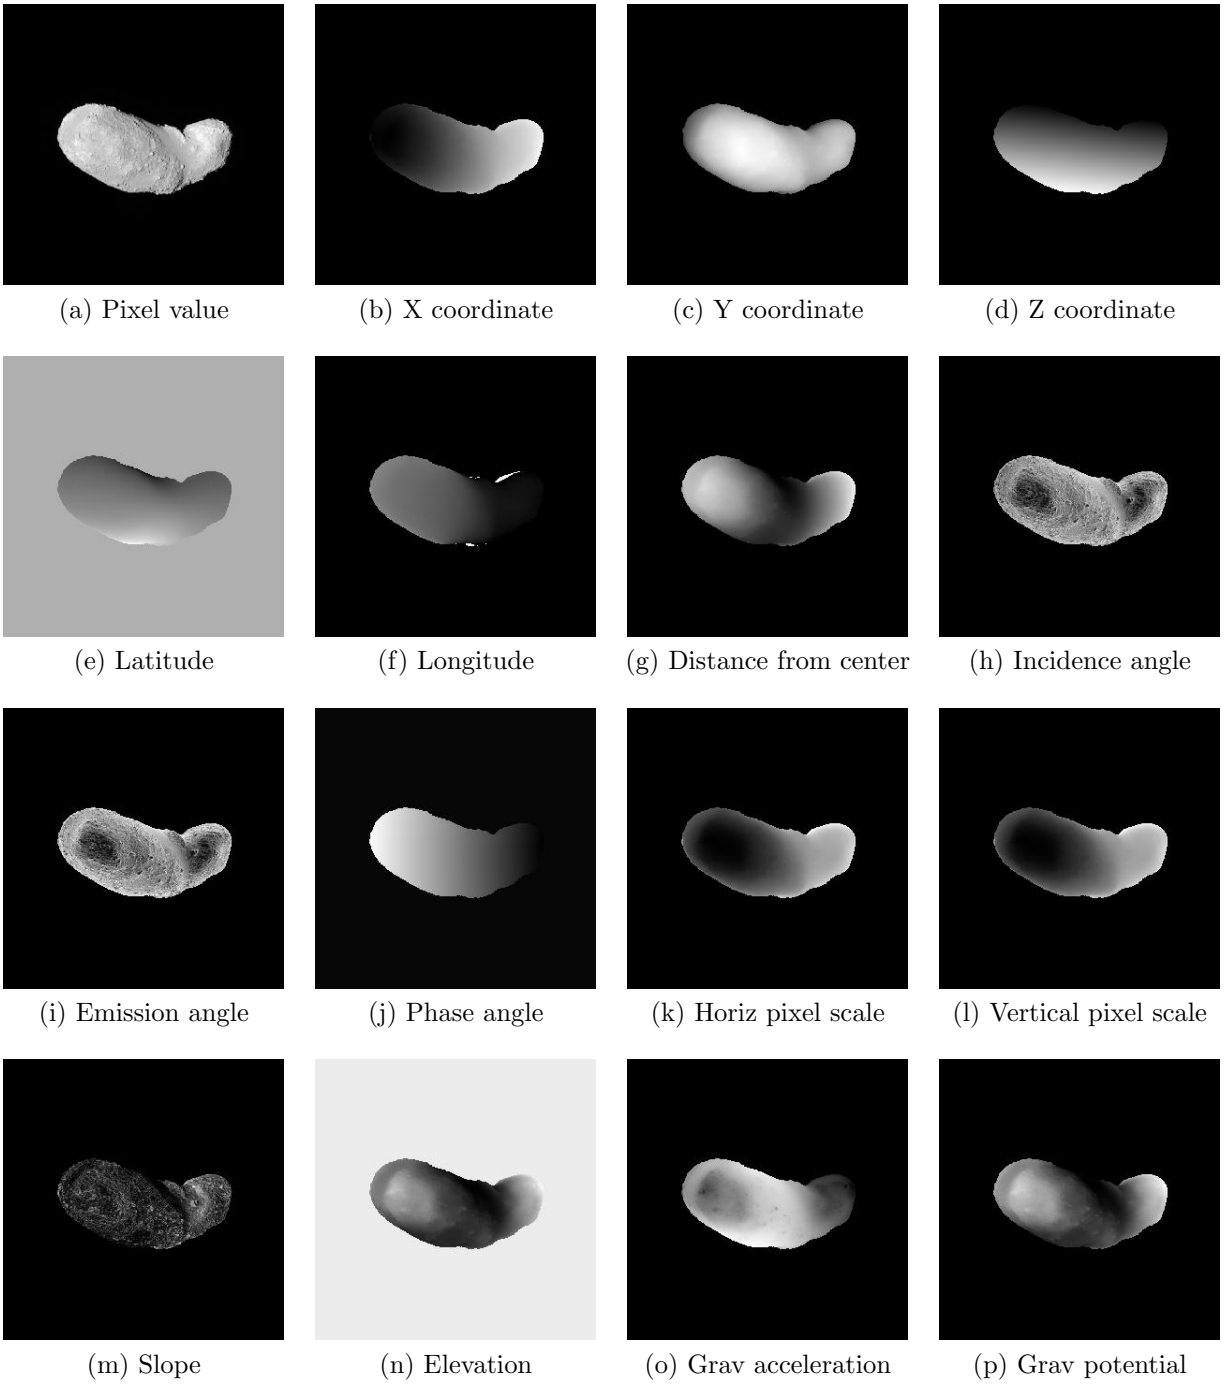 (a) Pixel value
(b) X coordinate
(c) Y coordinate
(d) Z coordinate
(e) Latitude
(f) Longitude
(g) Distance from center
(h) Incidence angle
(i) Emission angle
(j) Phase angle
(k) Horiz pixel scale
(l) Vertical pixel scale
(m) Slope
(n) Elevation
(o) Grav acceleration
(p) Grav potential